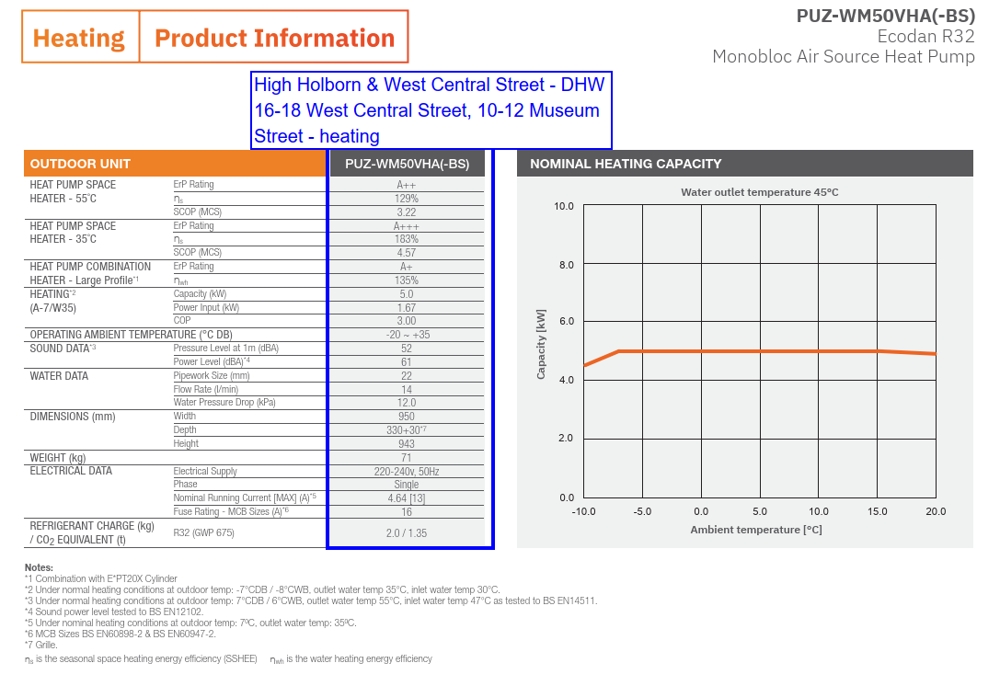 Heating Product Information
PUZ-WM50VHA(-BS)
Ecodan R32
Monobloc Air Source Heat Pump
High Holborn & West Central Street - DHW
16-18 West Central Street, 10-12 Museum
Street - heating
OUTDOOR UNIT PUZ-WM50VHA(-BS)
HEAT PUMP SPACE ErP Rating A++
HEATER - 55°C ηs 129%
SCOP (MCS) 3.22
HEAT PUMP SPACE ErP Rating A+++
HEATER - 35°C ηs 183%
SCOP (MCS) 4.57
HEAT PUMP COMBINATION ErP Rating A+
HEATER - Large Profile*1 ηwh 135%
HEATING*2 Capacity (kW) 5.0
(A-7/W35) Power Input (kW) 1.67
COP 3.00
OPERATING AMBIENT TEMPERATURE (°C DB) -20 ~ +35
SOUND DATA*3 Pressure Level at 1m (dBA) 52
Power Level (dBA)*4 61
WATER DATA Pipework Size (mm) 22
Flow Rate (l/min) 14
Water Pressure Drop (kPa) 12.0
DIMENSIONS (mm) Width 950
Depth 330+30*7
Height 943
WEIGHT (kg) 71
ELECTRICAL DATA Electrical Supply 220-240v, 50Hz
Phase Single
Nominal Running Current [MAX] (A)*5 4.64 [13]
Fuse Rating - MCB Sizes (A)*6 16
REFRIGERANT CHARGE (kg)
/ CO2 EQUIVALENT (t) R32 (GWP 675) 2.0 / 1.35
NOMINAL HEATING CAPACITY
Water outlet temperature 45°C
10.0
8.0
6.0
4.0
2.0
0.0
Capacity [kW]
-10.0 -5.0 0.0 5.0 10.0 15.0 20.0
Ambient temperature [°C]
Notes:
*1 Combination with E*PT20X Cylinder
*2 Under normal heating conditions at outdoor temp: -7°CDB / -8°CWB, outlet water temp 35°C, inlet water temp 30°C.
*3 Under normal heating conditions at outdoor temp: 7°CDB / 6°CWB, outlet water temp 55°C, inlet water temp 47°C as tested to BS EN14511.
*4 Sound power level tested to BS EN12102.
*5 Under nominal heating conditions at outdoor temp: 7°C, outlet water temp: 35°C.
*6 MCB Sizes BS EN60898-2 & BS EN60947-2.
*7 Grille.
ηs is the seasonal space heating energy efficiency (SSHEE) ηwh is the water heating energy efficiency